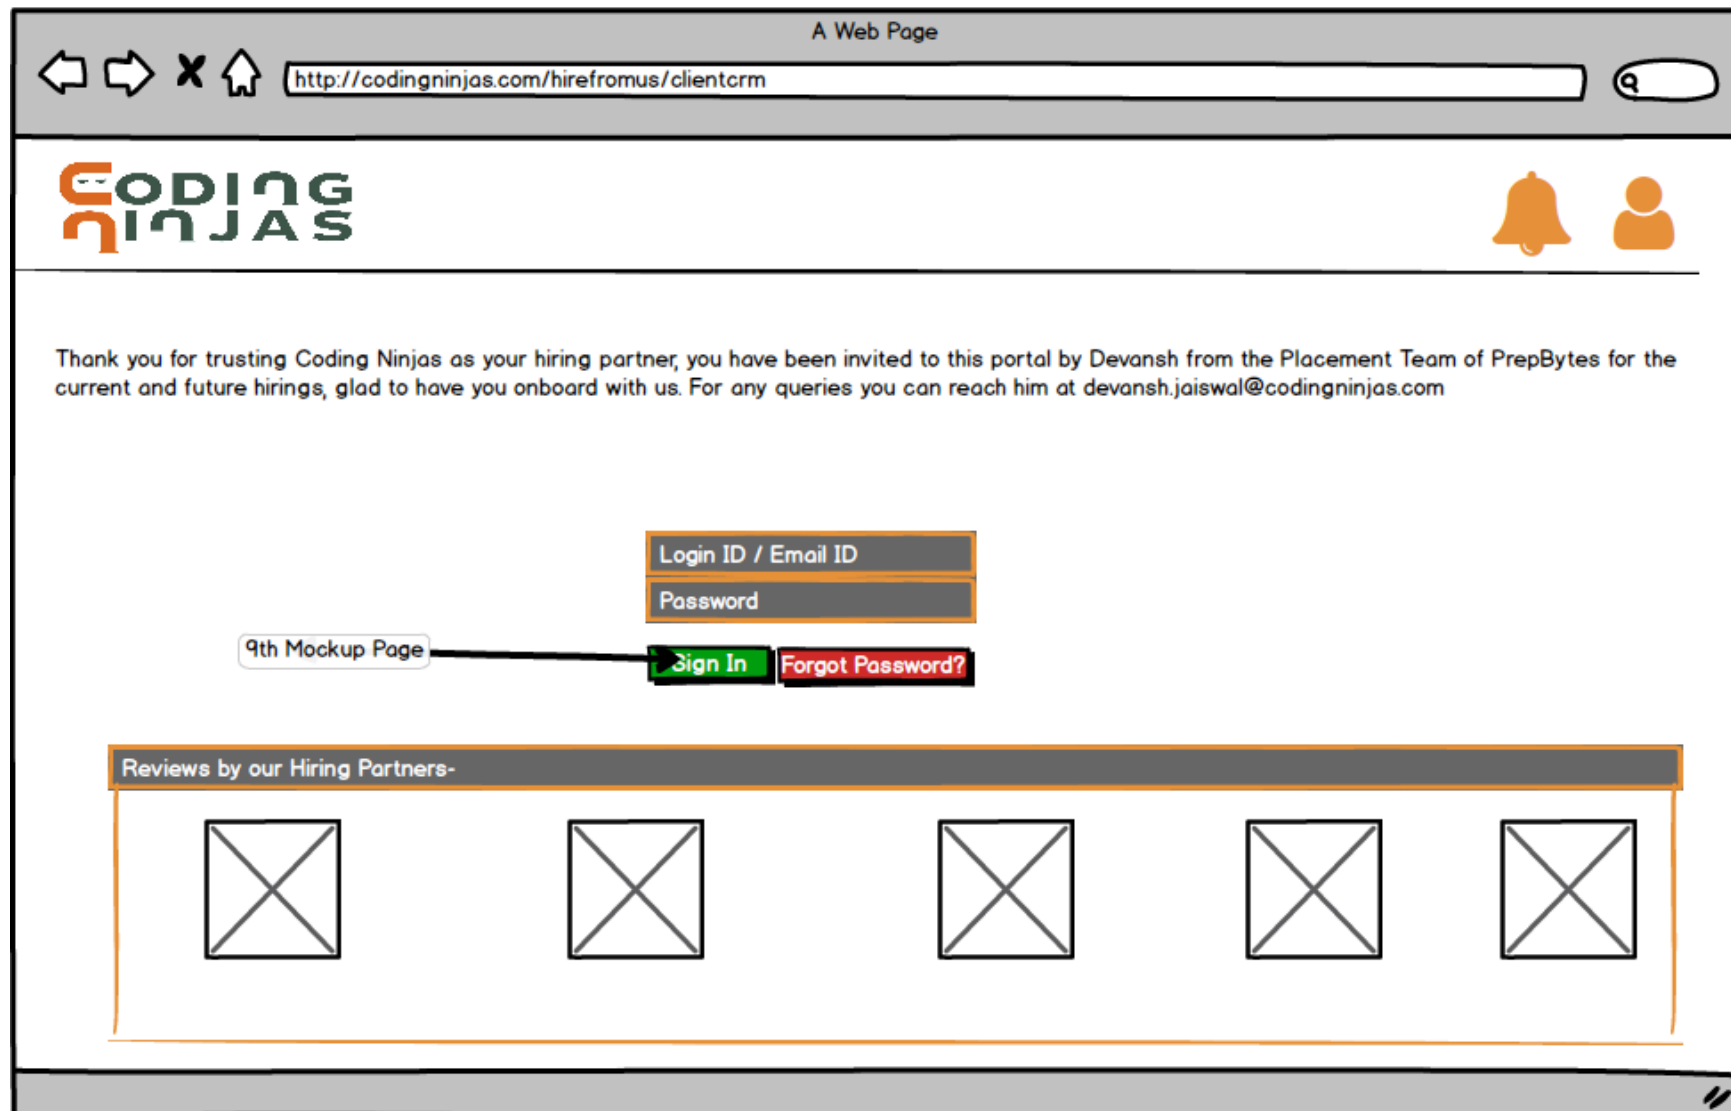 A Web Page
http://codingninjas.com/hirefromus/clientcrm
CODING
NINJAS
Thank you for trusting Coding Ninjas as your hiring partner, you have been invited to this portal by Devansh from the Placement Team of PrepBytes for the
current and future hirings, glad to have you onboard with us. For any queries you can reach him at devansh.jaiswal@codingninjas.com
Login ID / Email ID
Password
9th Mockup Page
Sign In
Forgot Password?
Reviews by our Hiring Partners-